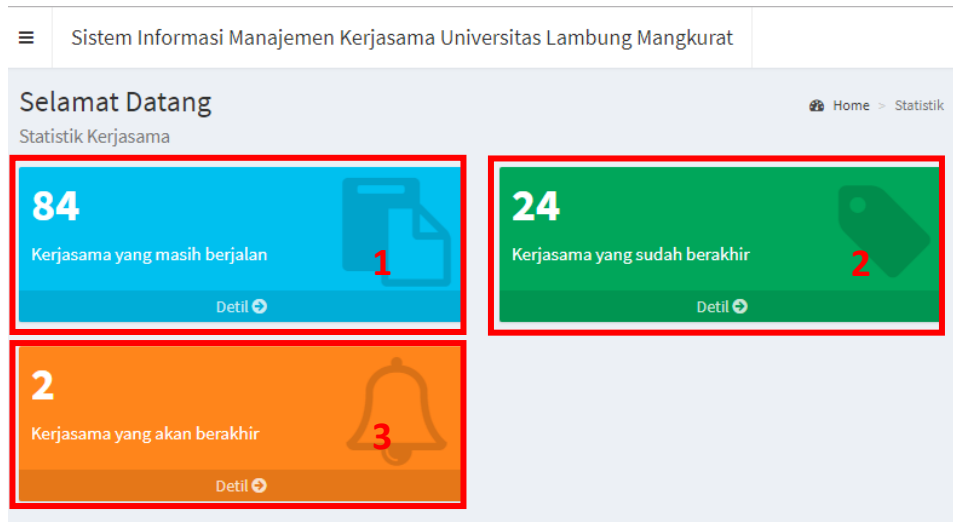 Sistem Informasi Manajemen Kerjasama Universitas Lambung Mangkurat
Selamat Datang
Home > Statistik
Statistik Kerjasama
84
Kerjasama yang masih berjalan
1
Detil
24
Kerjasama yang sudah berakhir
2
Detil
2
Kerjasama yang akan berakhir
3
Detil